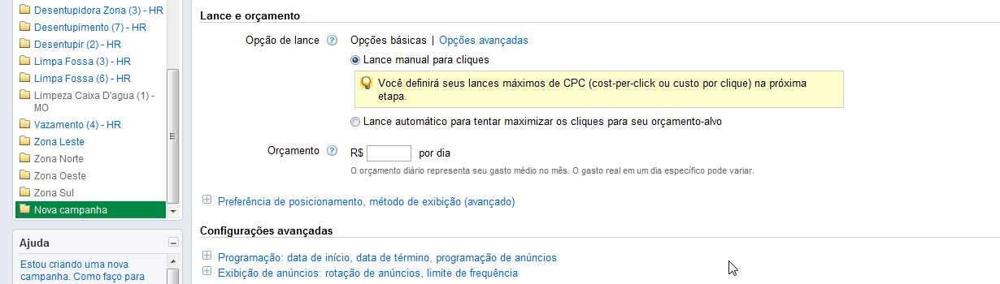 Desentupidora Zona (3) - HR
Desentupimento (7) - HR
Desentupir (2) - HR
Limpa Fossa (3) - HR
Limpa Fossa (6) - HR
Limpeza Caixa D'agua (1) -
MO
Vazamento (4) - HR
Zona Leste
Zona Norte
Zona Oeste
Zona Sul
Nova campanha
Ajuda
Estou criando uma nova
campanha. Como faço para
Lance e orçamento
Opção de lance ? Opções básicas | Opções avançadas
Lance manual para cliques
Você definirá seus lances máximos de CPC (cost-per-click ou custo por clique) na próxima
etapa.
Lance automático para tentar maximizar os cliques para seu orçamento-alvo
Orçamento ? R$ por dia
O orçamento diário representa seu gasto médio no mês. O gasto real em um dia específico pode variar.
Preferência de posicionamento, método de exibição (avançado)
Configurações avançadas
Programação: data de início, data de término, programação de anúncios
Exibição de anúncios: rotação de anúncios, limite de frequência